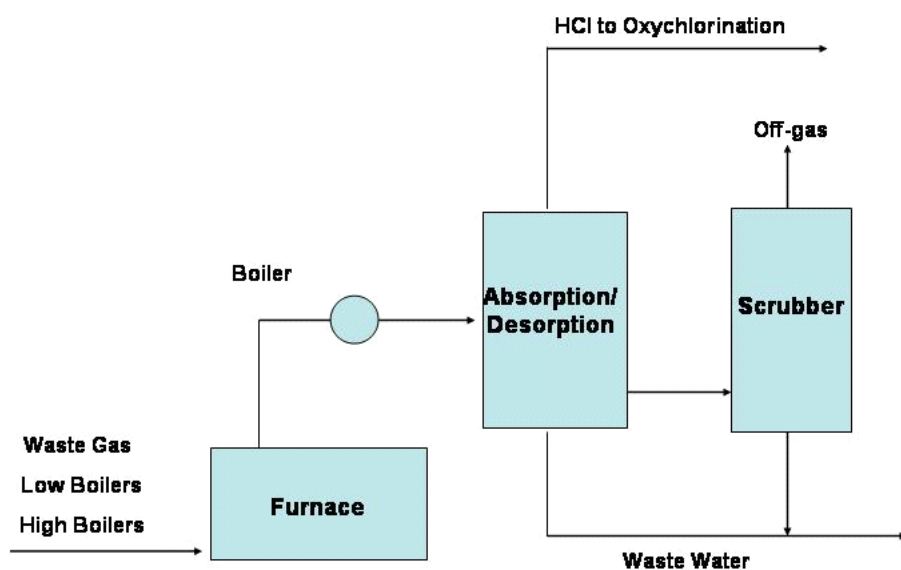 HCl to Oxychlorination
Off-gas
Boiler
Absorption/
Desorption
Scrubber
Waste Gas
Low Boilers
High Boilers
Furnace
Waste Water